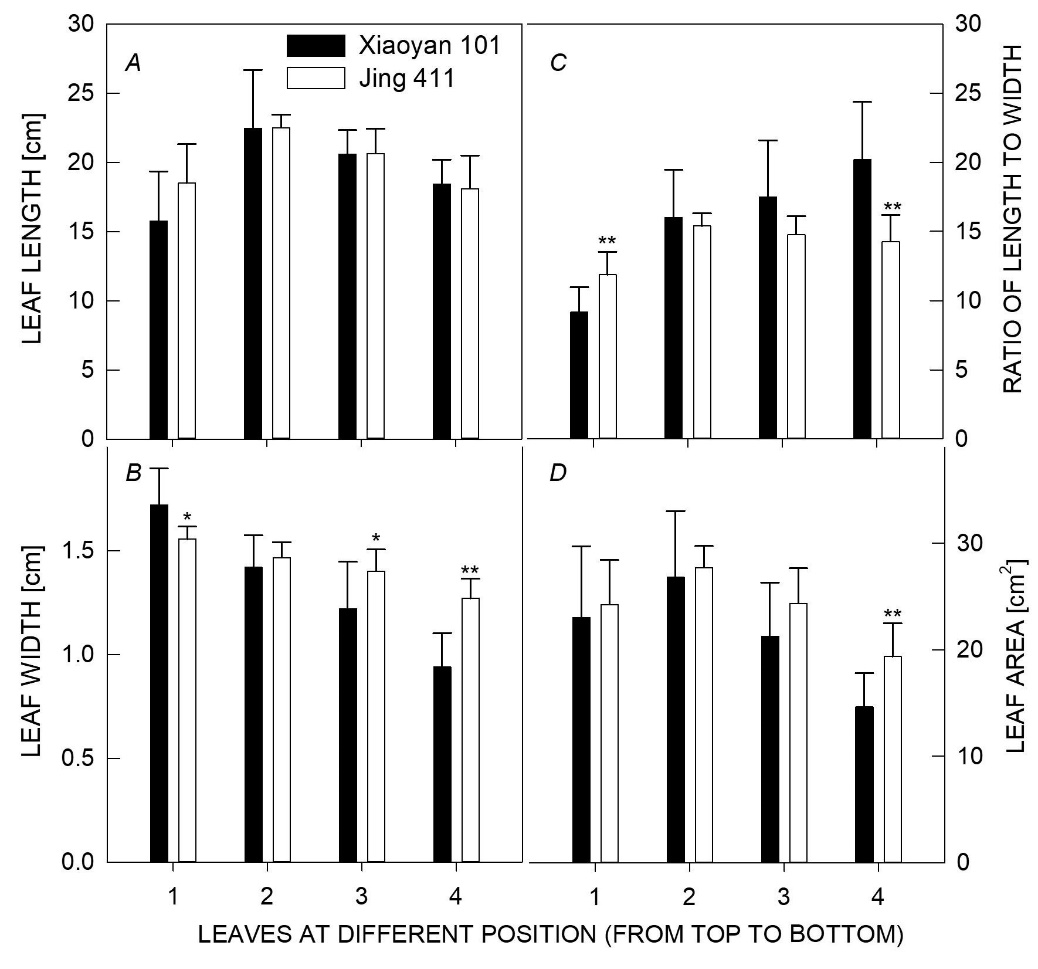 A
Xiaoyan 101
Jing 411
LEAF LENGTH [cm]
30
25
20
15
10
5
0
C
**
**
30
25
20
15
10
5
0
RATIO OF LENGTH TO WIDTH
B
*
*
**
LEAF WIDTH [cm]
1.5
1.0
0.5
0.0
1 2 3 4
D
**
30
20
10
0
LEAF AREA [cm²]
1 2 3 4
LEAVES AT DIFFERENT POSITION (FROM TOP TO BOTTOM)